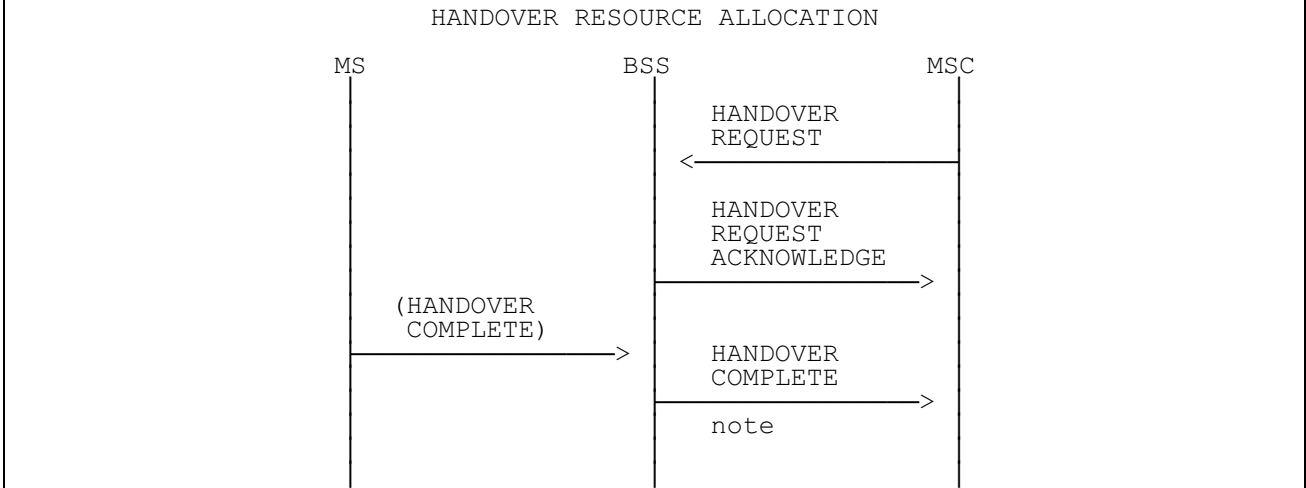 HANDOVER RESOURCE ALLOCATION
MS BSS MSC
HANDOVER
REQUEST
HANDOVER
REQUEST
ACKNOWLEDGE
(HANDOVER
COMPLETE)
HANDOVER
COMPLETE
note